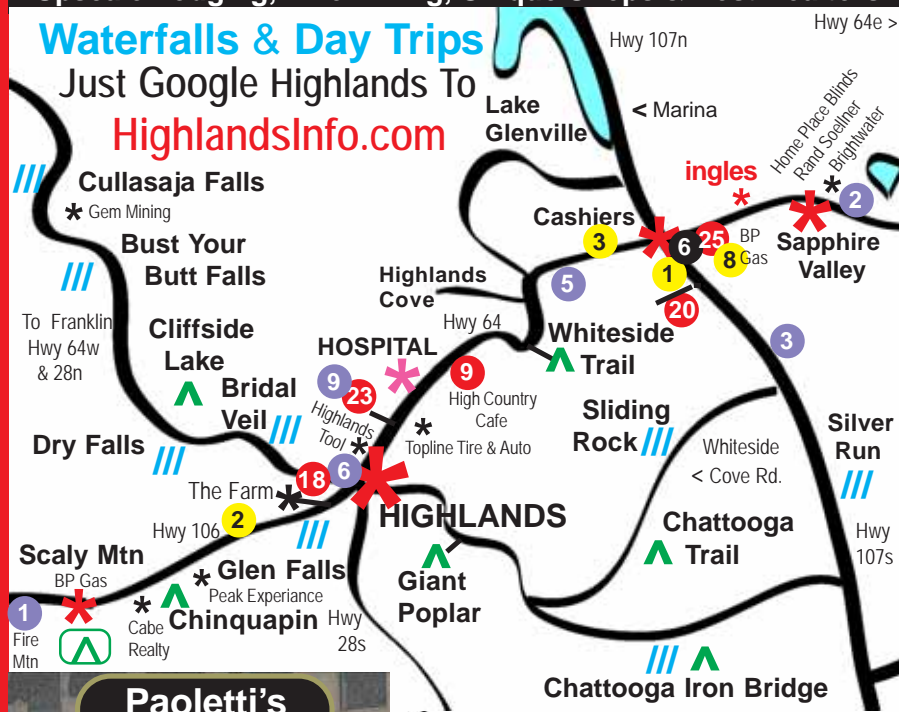 Waterfalls & Day Trips
Just Google Highlands To
HighlandsInfo.com
Hwy 107n
Hwy 64e >
Lake
Glenville
< Marina
Home Place Blinds
Rand Soellner
Brightwater
ingles
2
Cullasaja Falls
Gem Mining
Cashiers
3
6
25
BP
Gas
8
1
20
Sapphire
Valley
Bust Your
Butt Falls
Highlands
Cove
5
To Franklin
Hwy 64w
& 28n
Cliffside
Lake
Hwy 64
HOSPITAL
Whiteside
Trail
3
9
23
9
High Country
Cafe
Bridal
Veil
Highlands
Tool
Topline Tire & Auto
Sliding
Rock
Whiteside
< Cove Rd.
Silver
Run
Dry Falls
18
6
The Farm
HIGHLANDS
Hwy 106
2
Chattooga
Trail
Hwy
107s
Scaly Mtn
BP Gas
Glen Falls
Peak Experience
Giant
Poplar
1
Fire
Mtn
Cabe
Realty
Chinquapin
Hwy
28s
Chattooga Iron Bridge
Paoletti's